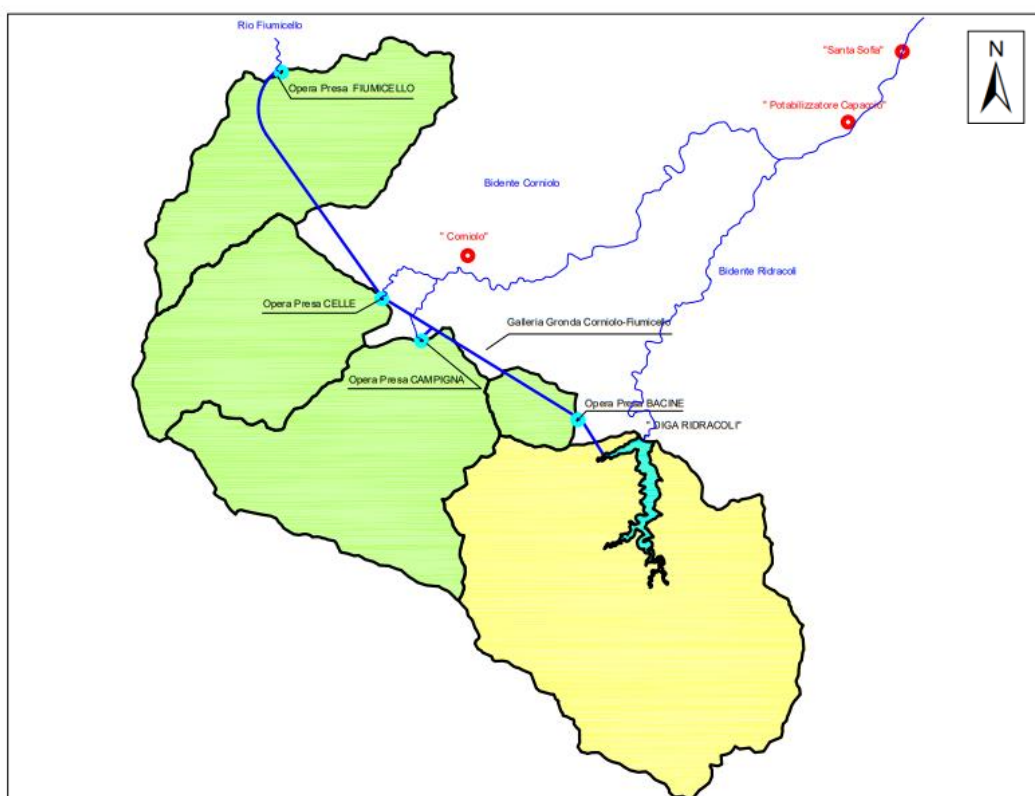 Rio Fiumicello
N
"Santa Sofia"
Opera Presa FIUMICELLO
" Potabilizzatore Capaccio"
Bidente Corniolo
" Corniolo"
Bidente Ridracoli
Opera Presa CELLE
Galleria Gronda Corniolo-Fiumicello
Opera Presa CAMPIGNA
Opera Presa BACINE
" DIGA RIDRACOLI"